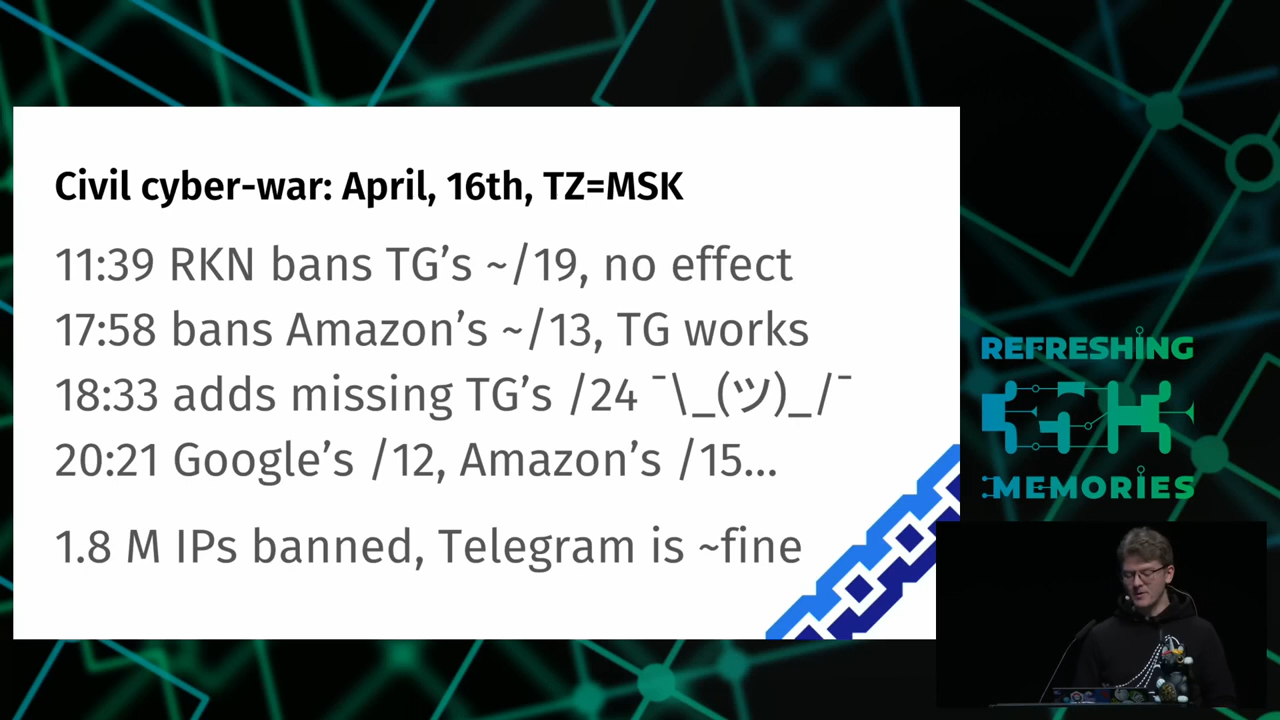 Civil cyber-war: April, 16th, TZ=MSK
11:39 RKN bans TG’s ~/19, no effect
17:58 bans Amazon’s ~/13, TG works
18:33 adds missing TG’s /24 ¯\_(ツ)_/¯
20:21 Google’s /12, Amazon’s /15...
1.8 M IPs banned, Telegram is ~fine
REFRESHING
35
MEMORIES